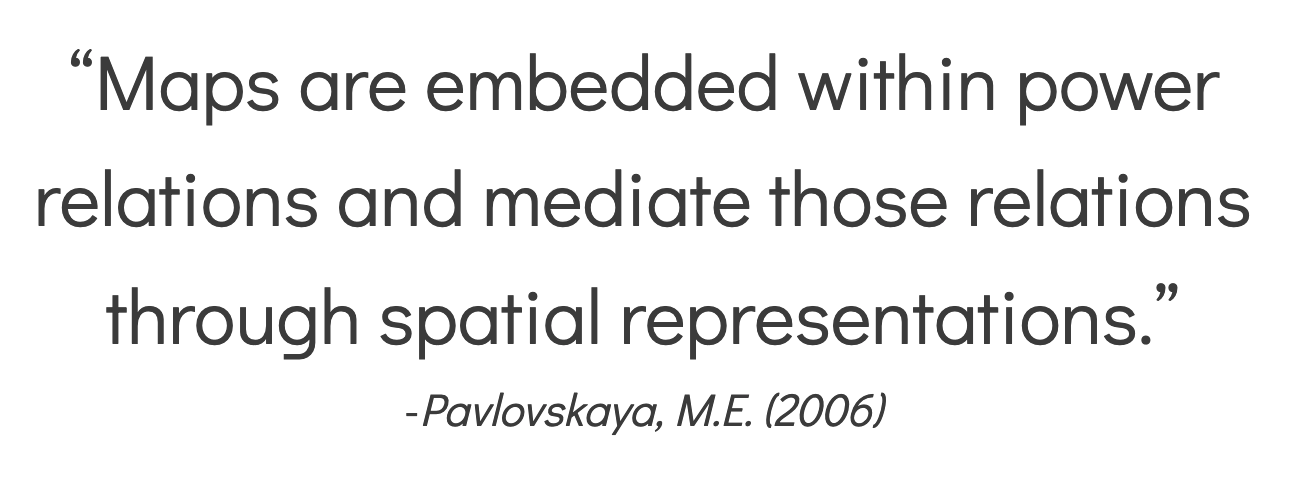 “Maps are embedded within power
relations and mediate those relations
through spatial representations.”
-Pavlovskaya, M.E. (2006)